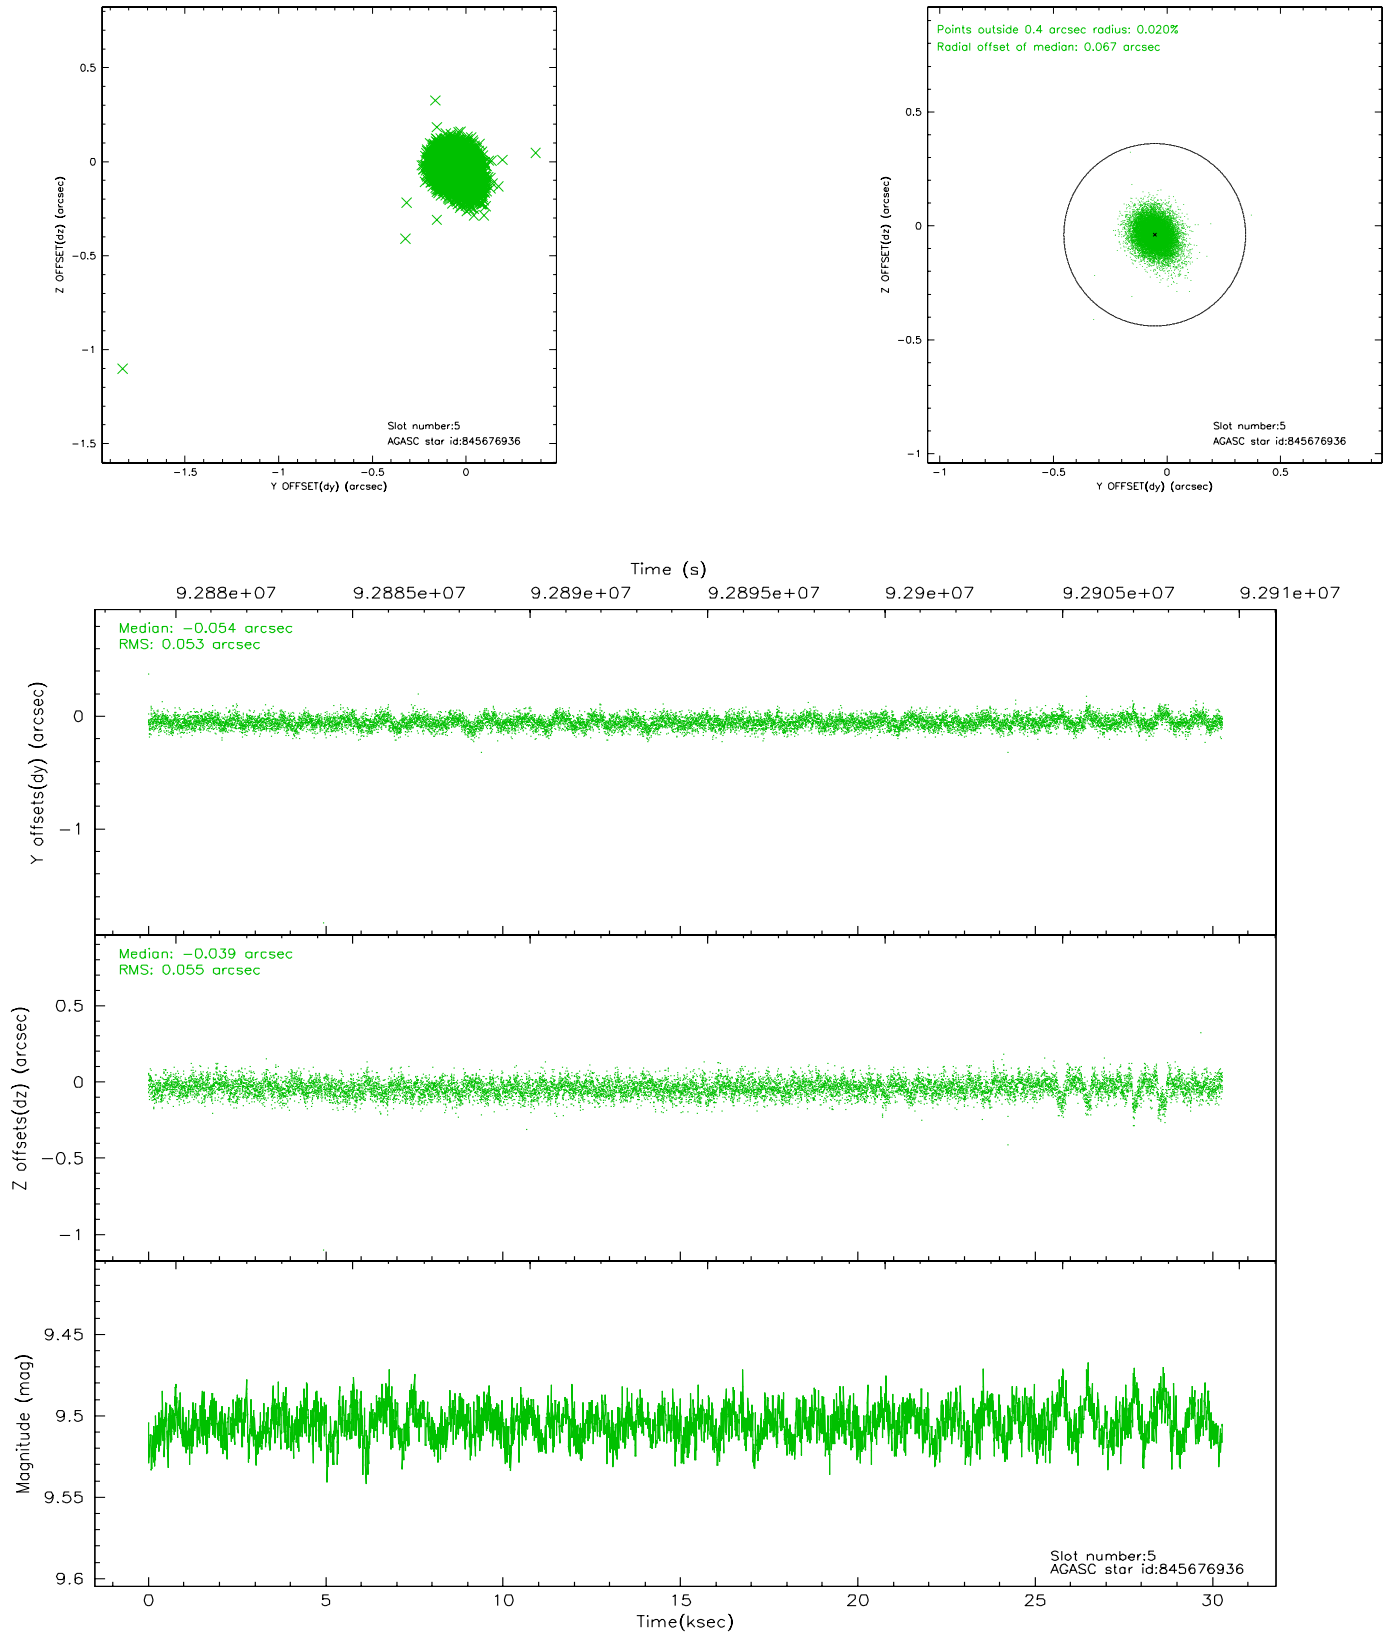 0.5
0
-0.5
-1
-1.5
Z OFFSET(dz) (arcsec)
Slot number:5
AGASC star id:845676936
-1.5 -1 -0.5 0
Y OFFSET(dy) (arcsec)
Points outside 0.4 arcsec radius: 0.020%
Radial offset of median: 0.067 arcsec
0.5
0
-0.5
-1
Z OFFSET(dz) (arcsec)
Slot number:5
AGASC star id:845676936
-1 -0.5 0 0.5
Y OFFSET(dy) (arcsec)
Time (s)
9.288e+07 9.2885e+07 9.289e+07 9.2895e+07 9.29e+07 9.2905e+07 9.291e+07
Median: -0.054 arcsec
RMS: 0.053 arcsec
0
-1
Y offsets(dy) (arcsec)
Median: -0.039 arcsec
RMS: 0.055 arcsec
0.5
0
-0.5
-1
Z offsets(dz) (arcsec)
9.45
9.5
9.55
9.6
Magnitude (mag)
Slot number:5
AGASC star id:845676936
0 5 10 15 20 25 30
Time(ksec)